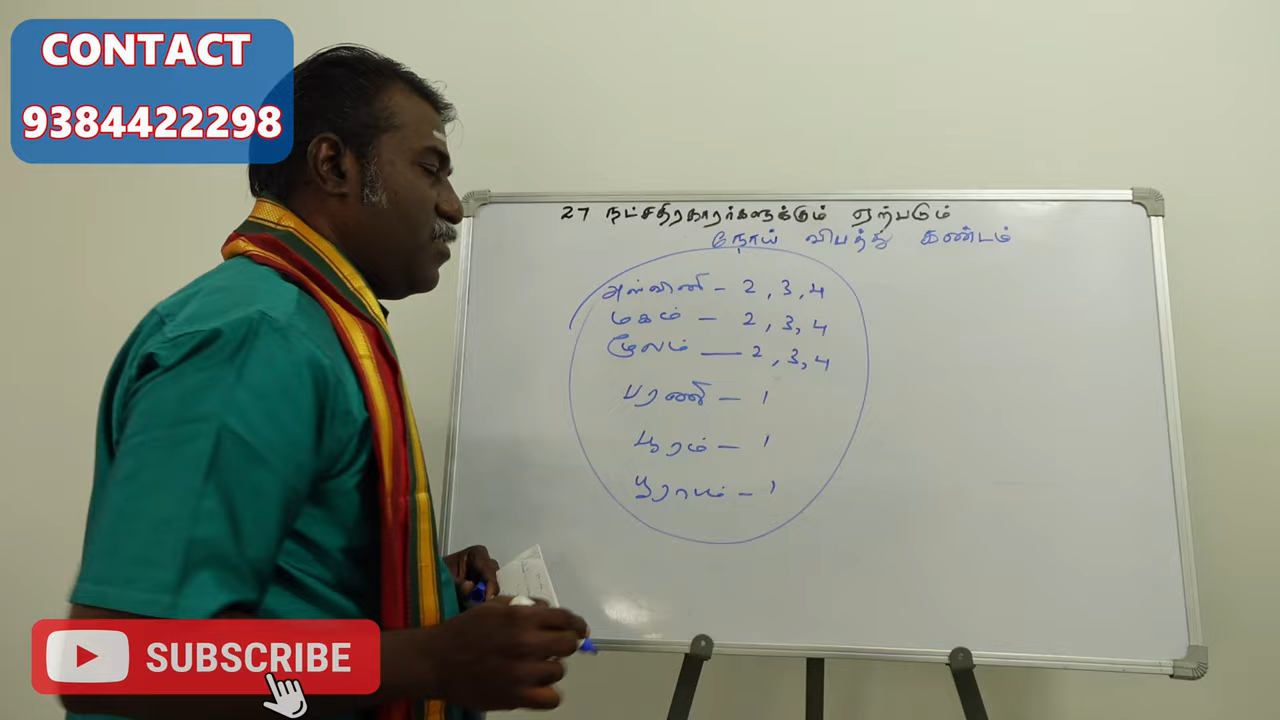 CONTACT
9384422298
27 நட்சதிரகாரர்களுக்கும் ஏற்படும்
நோய் விபத்து கண்டம்
அஸ்வினி - 2, 3, 4
மகம் - 2, 3, 4
மூலம் — 2, 3, 4
பரணி - 1
பூரம் - 1
பூராடம் - 1
SUBSCRIBE